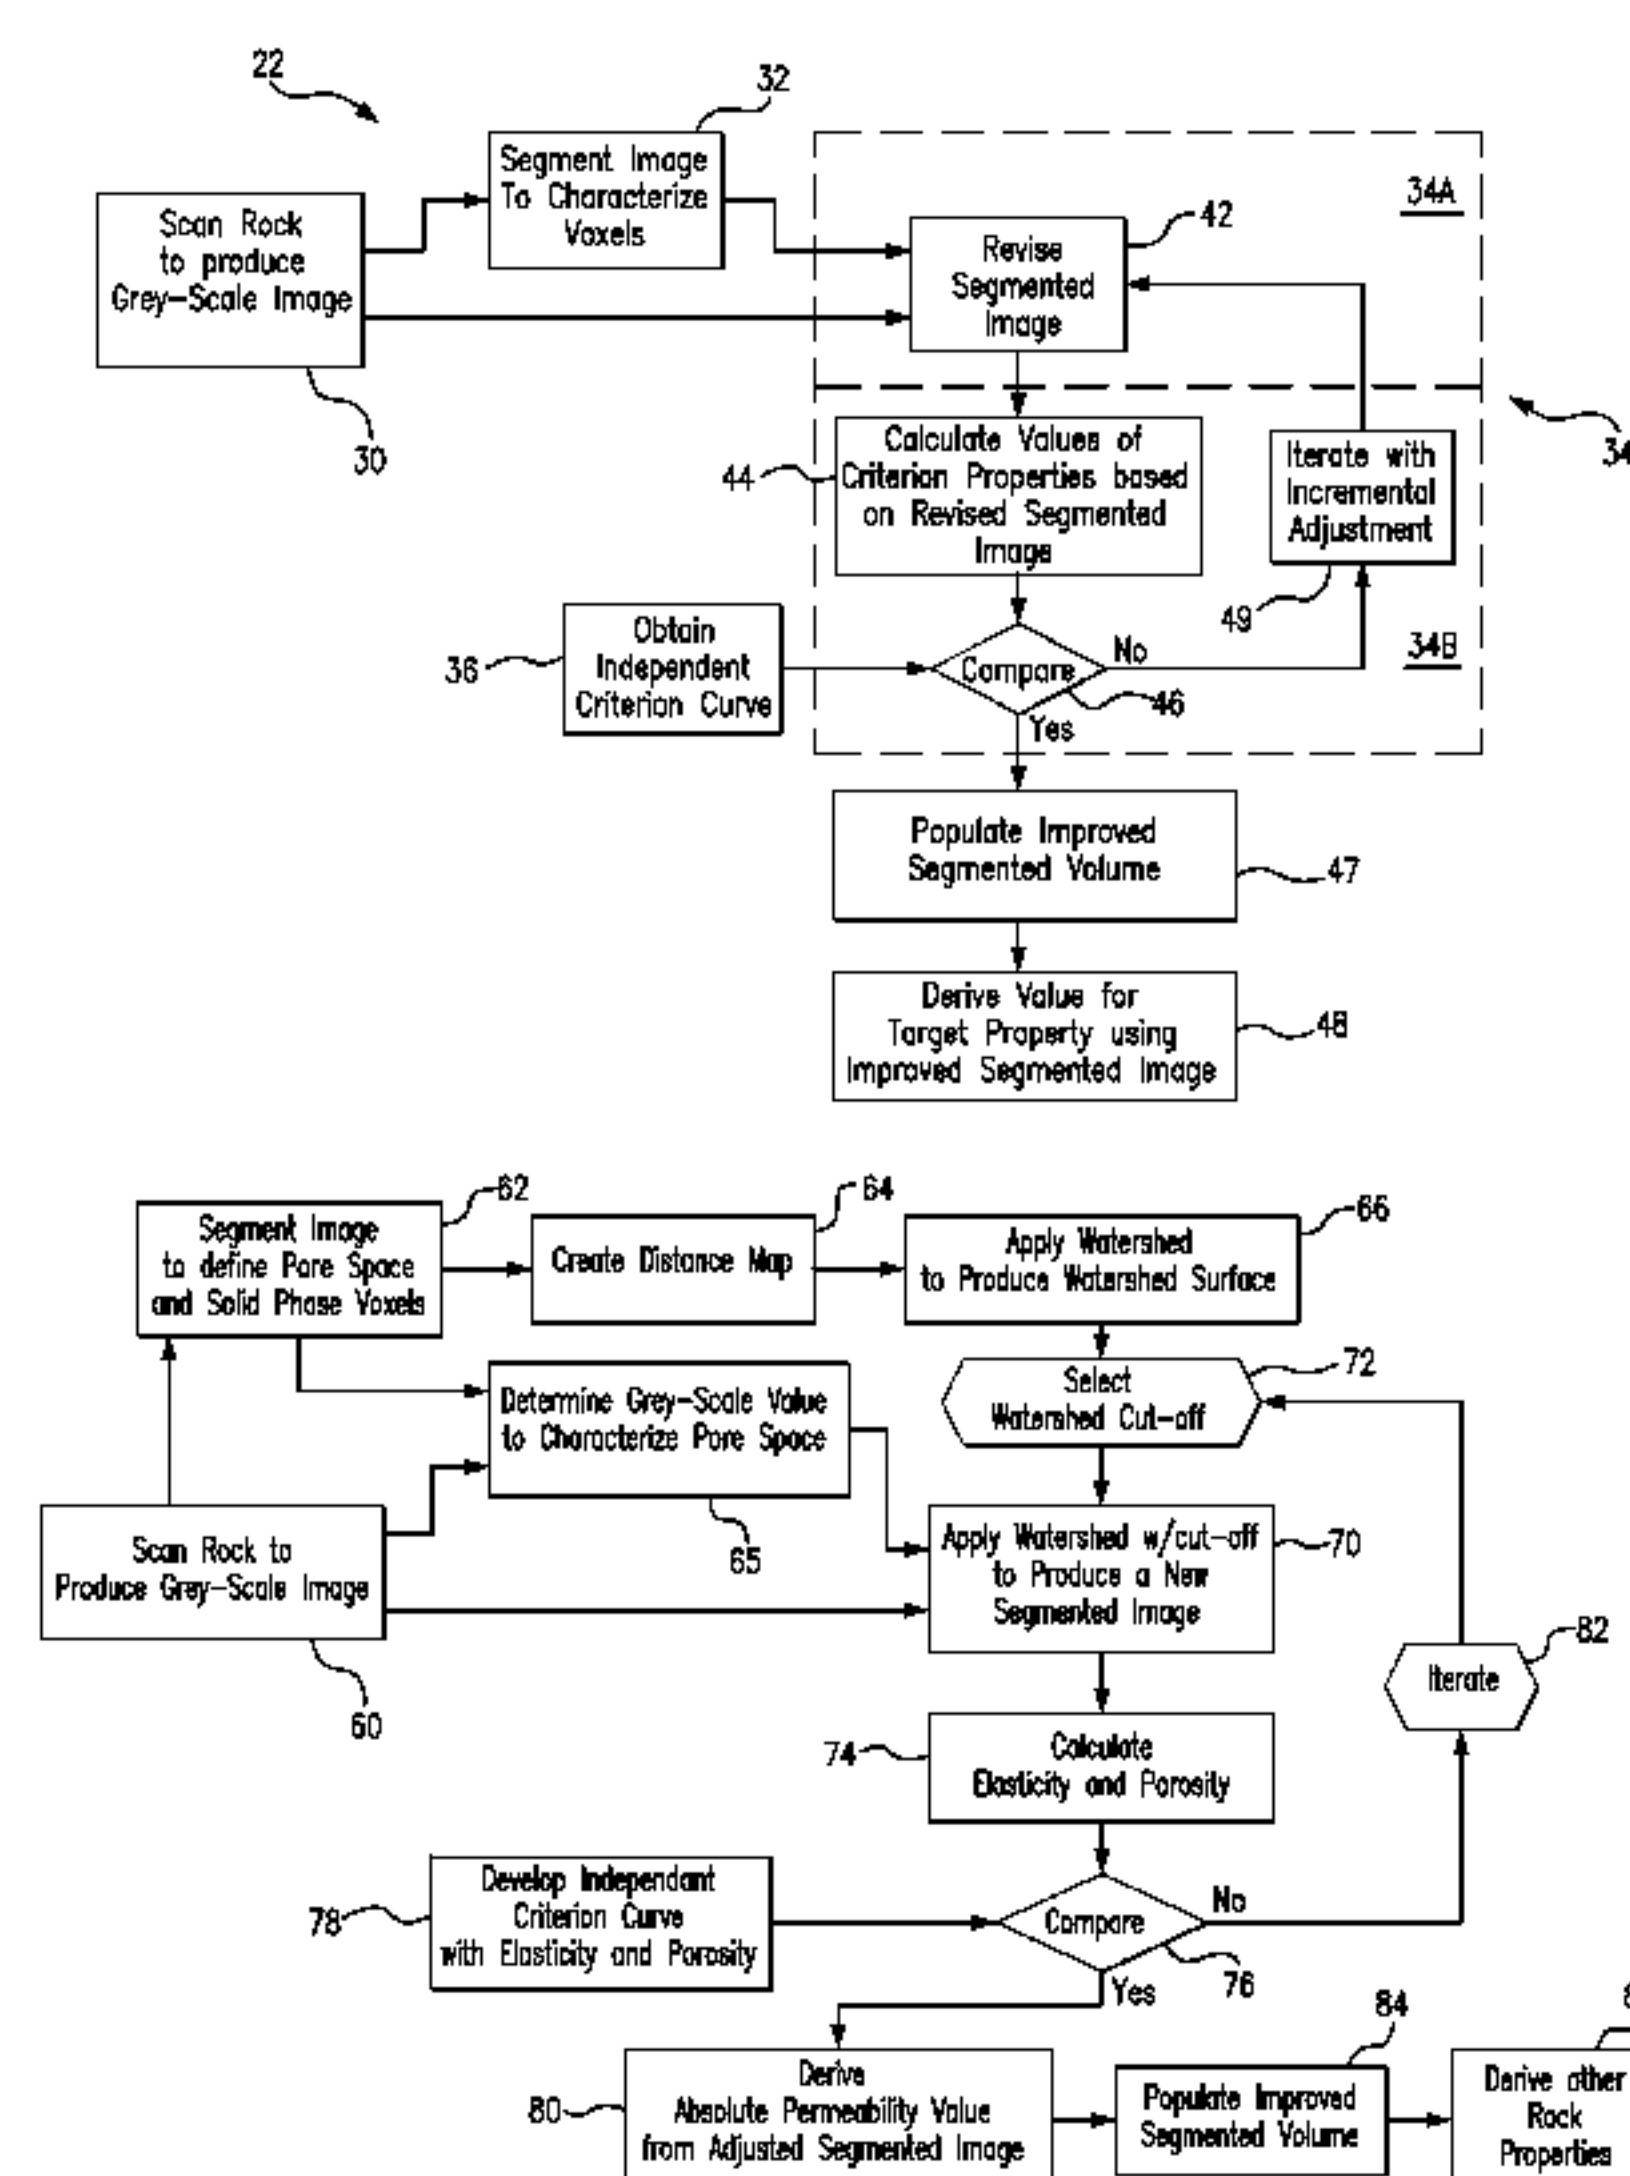 22
32
Segment Image
To Characterize
Voxels
34A
Scan Rock
to produce
Grey-Scale Image
42
Revise
Segmented
Image
30
34
44
Calculate Values of
Criterion Properties based
on Revised Segmented
Image
Iterate with
Incremental
Adjustment
49
34B
36
Obtain
Independent
Criterion Curve
Compare
No
46
Yes
Populate Improved
Segmented Volume
47
Derive Value for
Target Property using
Improved Segmented Image
48
62
Segment Image
to define Pore Space
and Solid Phase Voxels
64
Create Distance Map
66
Apply Watershed
to Produce Watershed Surface
72
Select
Watershed Cut-off
Determine Grey-Scale Value
to Characterize Pore Space
65
Scan Rock to
Produce Grey-Scale Image
60
Apply Watershed w/cut-off
to Produce a New
Segmented Image
70
82
Iterate
74
Calculate
Elasticity and Porosity
78
Develop Independant
Criterion Curve
with Elasticity and Porosity
Compare
No
76
Yes
80
Derive
Absolute Permeability Value
from Adjusted Segmented Image
84
Populate Improved
Segmented Volume
Derive other
Rock
Properties